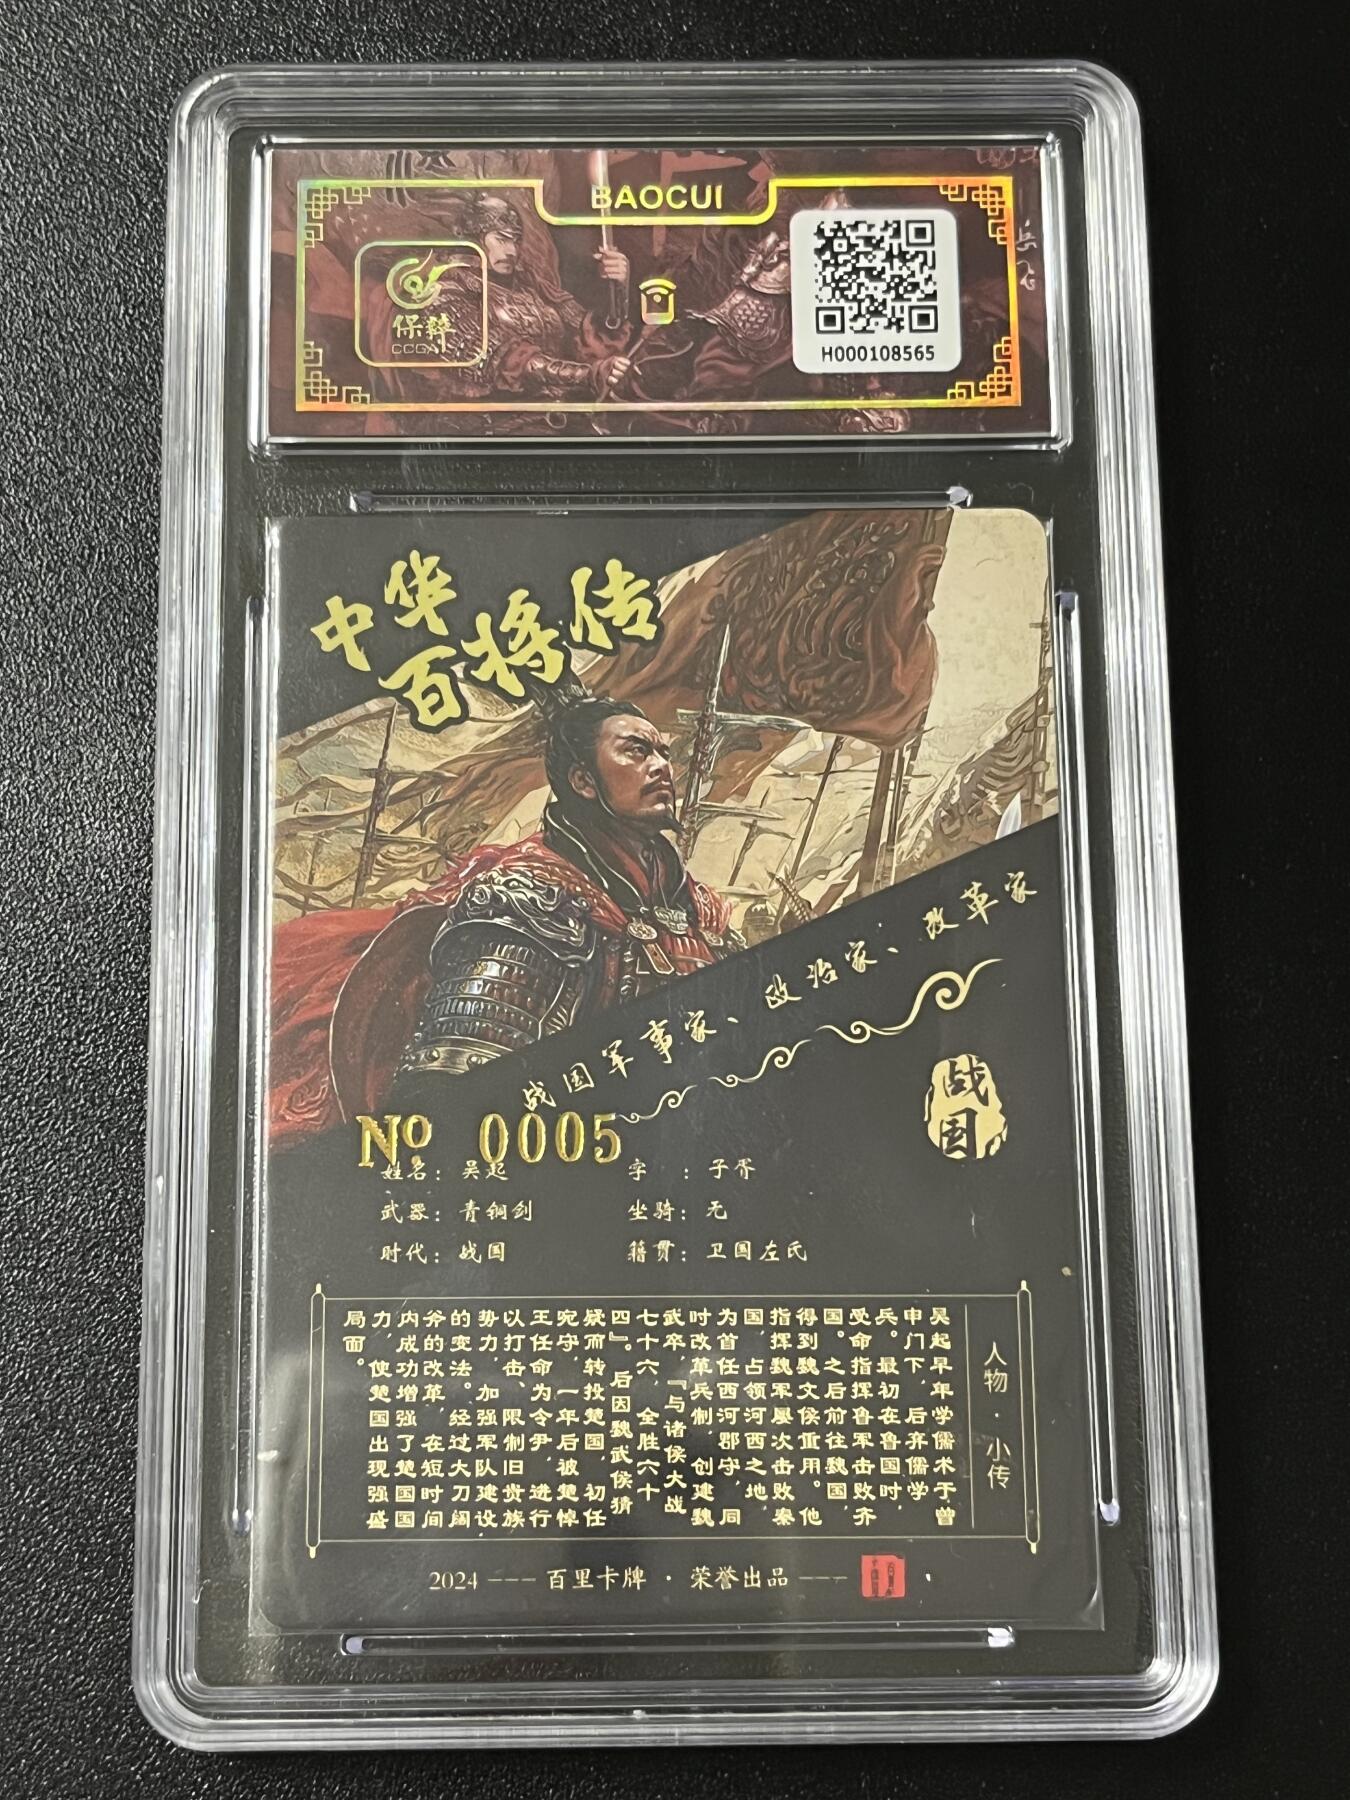 BAOCUI
保粹
CCGA
H000108565
中华
百将传
战国军事家、政治家、改革家
战国
Nº 0005
姓名：吴起 字：子胥
武器：青铜剑 坐骑：无
时代：战国 籍贯：卫国左氏
人物·小传
吴起早年学儒术于曾
申门下，后弃儒学
兵。最初在鲁国时，
受命指挥鲁军击败齐
国。之后前往魏国，
得到魏文侯重用。他
指挥魏军屡次击败秦
国，占领河西之地，
为首任西河郡守，同
时改革兵制，创建魏
武卒，『与诸侯大战
七十六，全胜六十
四』。后因魏武侯猜
疑而转投楚国，初任
宛守，一年后被楚悼
王任命为令尹，进行
以打击、限制旧贵族
势力，加强军队建设
的变法。经过大刀阔
斧的改革，在短时间
内成功增强了楚国国
力，使楚国出现强盛
局面。
2024 --- 百里卡牌 · 荣誉出品 ---